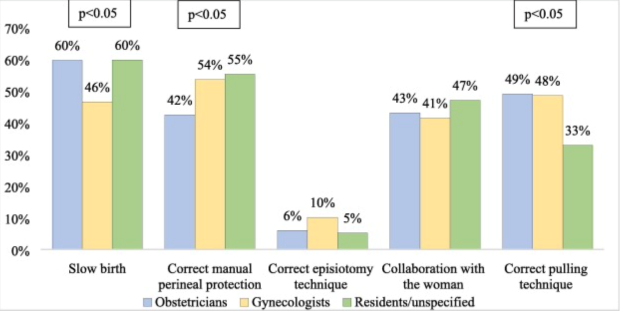 p<0.05
p<0.05
p<0.05
70%
60%
50%
40%
30%
20%
10%
0%
60%
46%
60%
42%
54%
55%
6%
10%
5%
43%
41%
47%
49%
48%
33%
Slow birth
Correct manual
perineal protection
Correct episiotomy
technique
Collaboration with
the woman
Correct pulling
technique
Obstetricians
Gynecologists
Residents/unspecified